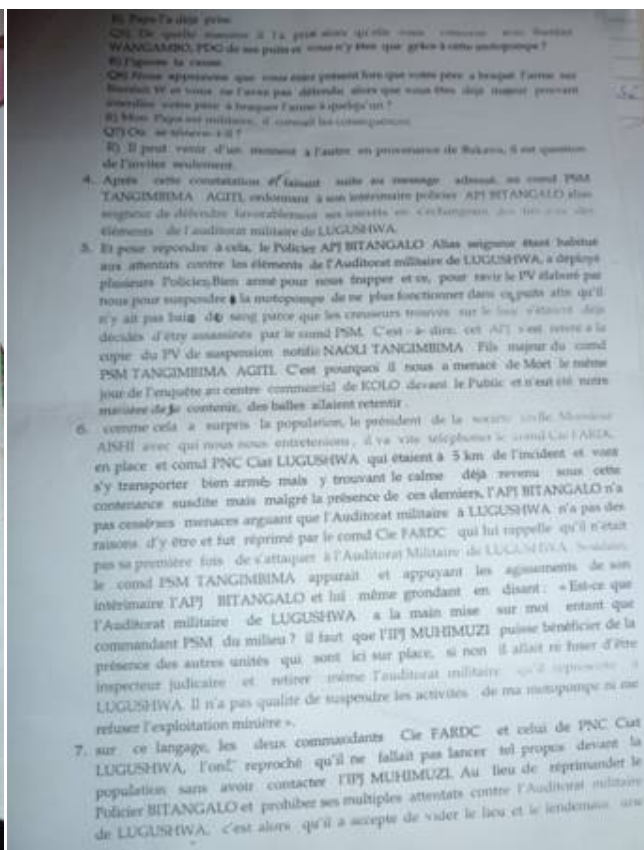 R) Papa l'a déjà prise.
Q5) De quelle manière il l'a prise alors qu'elle vous concerne avec
WANGAMBO, PDG de ses puits et vous n'y êtes que grâce à cette motopompe ?
R) J'ignore la cause.
Q6) Nous apprenons que vous étiez présent lors que votre père a braqué l'arme sur
W et vous ne l'avez pas défendu alors que vous êtes déjà majeur pouvant
interdire votre père à braquer l'arme à quelqu'un ?
R) Mon Papa est militaire, il connait les conséquences.
Q7) Où se trouve-t-il ?
R) Il peut venir d'un moment à l'autre en provenance de Bukavu, il est question
de l'inviter seulement.
4. Après cette constatation et faisant suite au message adressé, au comd PSM
TANGIMBIMA AGITI, ordonnant à son intérimaire policier APJ BITANGALO alias
seigneur de défendre favorablement ses intérêts en des
éléments de l'auditorat militaire de LUGUSHWA.
5. Et pour répondre à cela, le Policier APJ BITANGALO Alias seigneur étant habitué
aux attentats contre les éléments de l'Auditorat militaire de LUGUSHWA, a déployé
plusieurs Policiers,Bien armé pour nous frapper et ce, pour ravir le PV élaboré par
nous pour suspendre à la motopompe de ne plus fonctionner dans ce puits afin qu'il
n'y ait pas bain de sang parce que les creuseurs trouvés sur le lieu s'étaient déjà
décidés d'être assassinés par le comd PSM. C'est - à- dire, cet APJ s'est retiré a la
copie du PV de suspension notifié NAOLI TANGIMBIMA Fils majeur du comd
PSM TANGIMBIMA AGITI. C'est pourquoi il nous a menacé de Mort le même
jour de l'enquête au centre commercial de KOLO devant le Public et n'eut été notre
manière de le contenir, des balles allaient retentir .
6. comme cela a surpris la population, le président de la société civile Monsieur
AISHI avec qui nous nous entretenions , il va vite téléphoner le comd Cie FARDC
en place et comd PNC Ciat LUGUSHWA qui étaient à 5 km de l'incident et vont
s'y transporter bien armés mais y trouvant le calme déjà revenu sous cette
contenance susdite mais malgré la présence de ces derniers, l'APJ BITANGALO n'a
pas cessé ses menaces arguant que l'Auditorat militaire à LUGUSHWA n'a pas des
raisons d'y être et fut réprimé par le comd Cie FARDC qui lui rappelle qu'il n'était
pas sa première fois de s'attaquer à l'Auditorat Militaire de LUGUSHWA. Soudain,
le comd PSM TANGIMBIMA apparait et appuyant les agissements de son
intérimaire l'APJ BITANGALO et lui même grondant en disant : « Est-ce que
l'Auditorat militaire de LUGUSHWA a la main mise sur moi entant que
commandant PSM du milieu ? il faut que l'IPJ MUHIMUZI puisse bénéficier de la
présence des autres unités qui sont ici sur place, si non il allait re fuser d'être
inspecteur judicaire et retirer même l'auditorat militaire qu'il représente à
LUGUSHWA. Il n'a pas qualité de suspendre les activités de ma motopompe ni me
refuser l'exploitation minière ».
7. sur ce langage, les deux commandants Cie FARDC et celui de PNC Ciat
LUGUSHWA, l'ont reproché qu'il ne fallait pas lancer tel propos devant la
population sans avoir contacter l'IPJ MUHIMUZI. Au lieu de réprimander le
Policier BITANGALO et prohiber ses multiples attentats contre l'Auditorat militaire
de LUGUSHWA, c'est alors qu'il a accepté de vider le lieu et le lendemain une